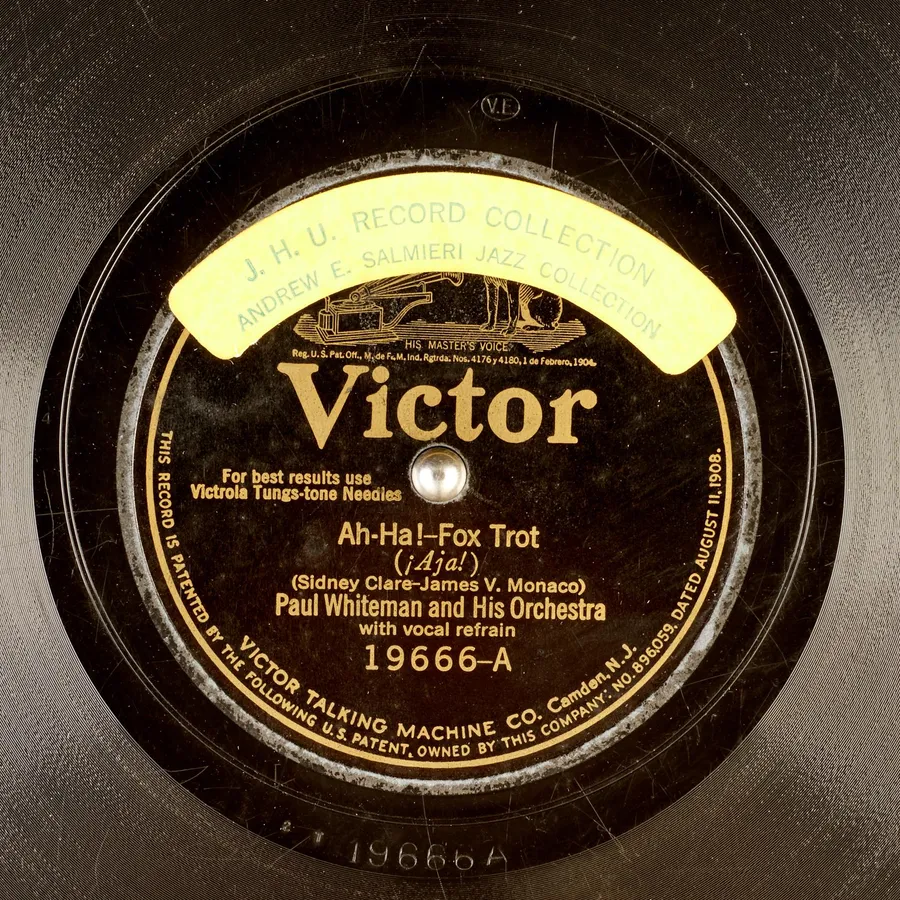 V.E
J. H. U. RECORD COLLECTION
ANDREW E. SALMIERI JAZZ COLLECTION
HIS MASTER'S VOICE
Reg. U. S. Pat. Off., M. de F. M. Ind. Rgtrda. Nos. 4176 y 4180, 1 de Febrero, 1904.
Victor
For best results use
Victrola Tungs-tone Needles
Ah-Ha!–Fox Trot
(¡Aja!)
(Sidney Clare–James V. Monaco)
Paul Whiteman and His Orchestra
with vocal refrain
19666–A
VICTOR TALKING MACHINE CO. Camden, N.J.
THIS RECORD IS PATENTED BY THE FOLLOWING U.S. PATENT, OWNED BY THIS COMPANY: NO. 896,059, DATED AUGUST 11, 1908.
19666A